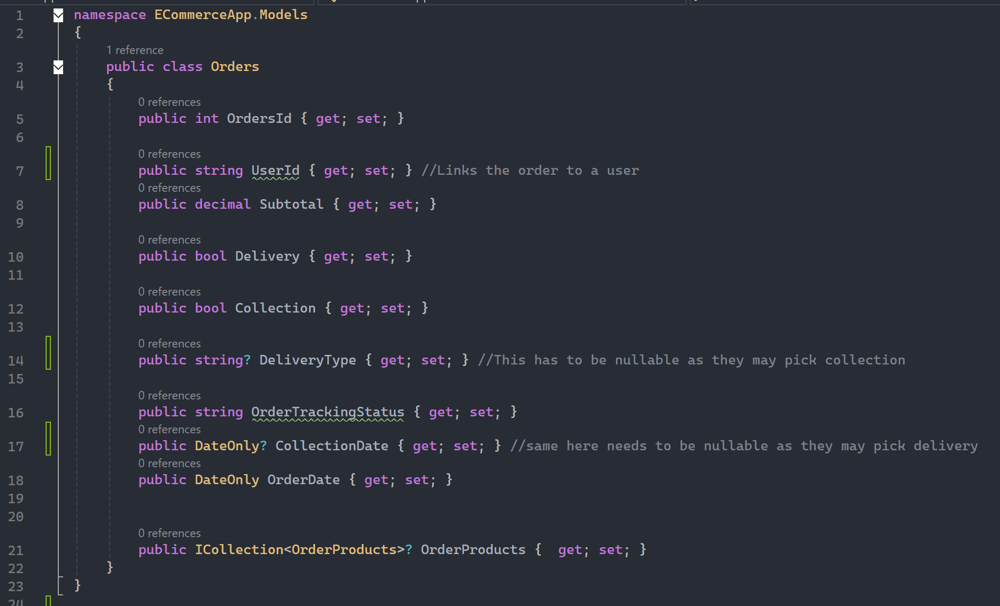 1 namespace ECommerceApp.Models
2 {
1 reference
3 public class Orders
4 {
0 references
5 public int OrdersId { get; set; }
6
0 references
7 public string UserId { get; set; } //Links the order to a user
0 references
8 public decimal Subtotal { get; set; }
9
0 references
10 public bool Delivery { get; set; }
11
0 references
12 public bool Collection { get; set; }
13
0 references
14 public string? DeliveryType { get; set; } //This has to be nullable as they may pick collection
15
0 references
16 public string OrderTrackingStatus { get; set; }
0 references
17 public DateOnly? CollectionDate { get; set; } //same here needs to be nullable as they may pick delivery
0 references
18 public DateOnly OrderDate { get; set; }
19
20
0 references
21 public ICollection<OrderProducts>? OrderProducts {  get; set; }
22 }
23 }
24